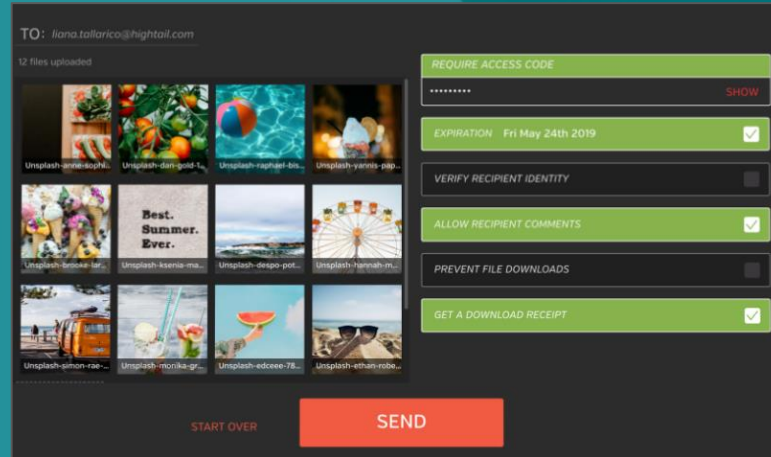 TO: liana.tallarico@hightail.com
12 files uploaded
Unsplash-anne-sophi...
Unsplash-dan-gold-1...
Unsplash-raphael-bis...
Unsplash-yannis-pap...
Unsplash-brooke-lar...
Best.
Summer.
Ever.
Unsplash-ksenia-ma...
Unsplash-despo-pot...
Unsplash-hannah-m...
Unsplash-simon-rae-...
Unsplash-monika-gr...
Unsplash-edceee-78...
Unsplash-ethan-robe...
REQUIRE ACCESS CODE
•••••••••
SHOW
EXPIRATION Fri May 24th 2019
VERIFY RECIPIENT IDENTITY
ALLOW RECIPIENT COMMENTS
PREVENT FILE DOWNLOADS
GET A DOWNLOAD RECEIPT
START OVER
SEND